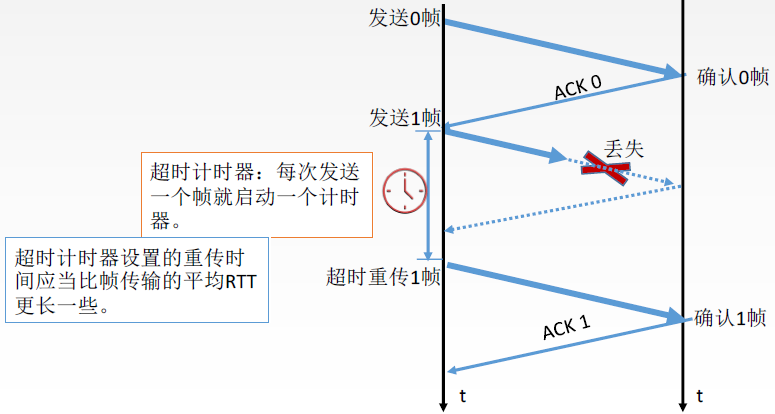 发送0帧
确认0帧
ACK 0
发送1帧
丢失
超时计时器：每次发送
一个帧就启动一个计时
器。
超时计时器设置的重传时
间应当比帧传输的平均RTT
更长一些。
超时重传1帧
确认1帧
ACK 1
t
t